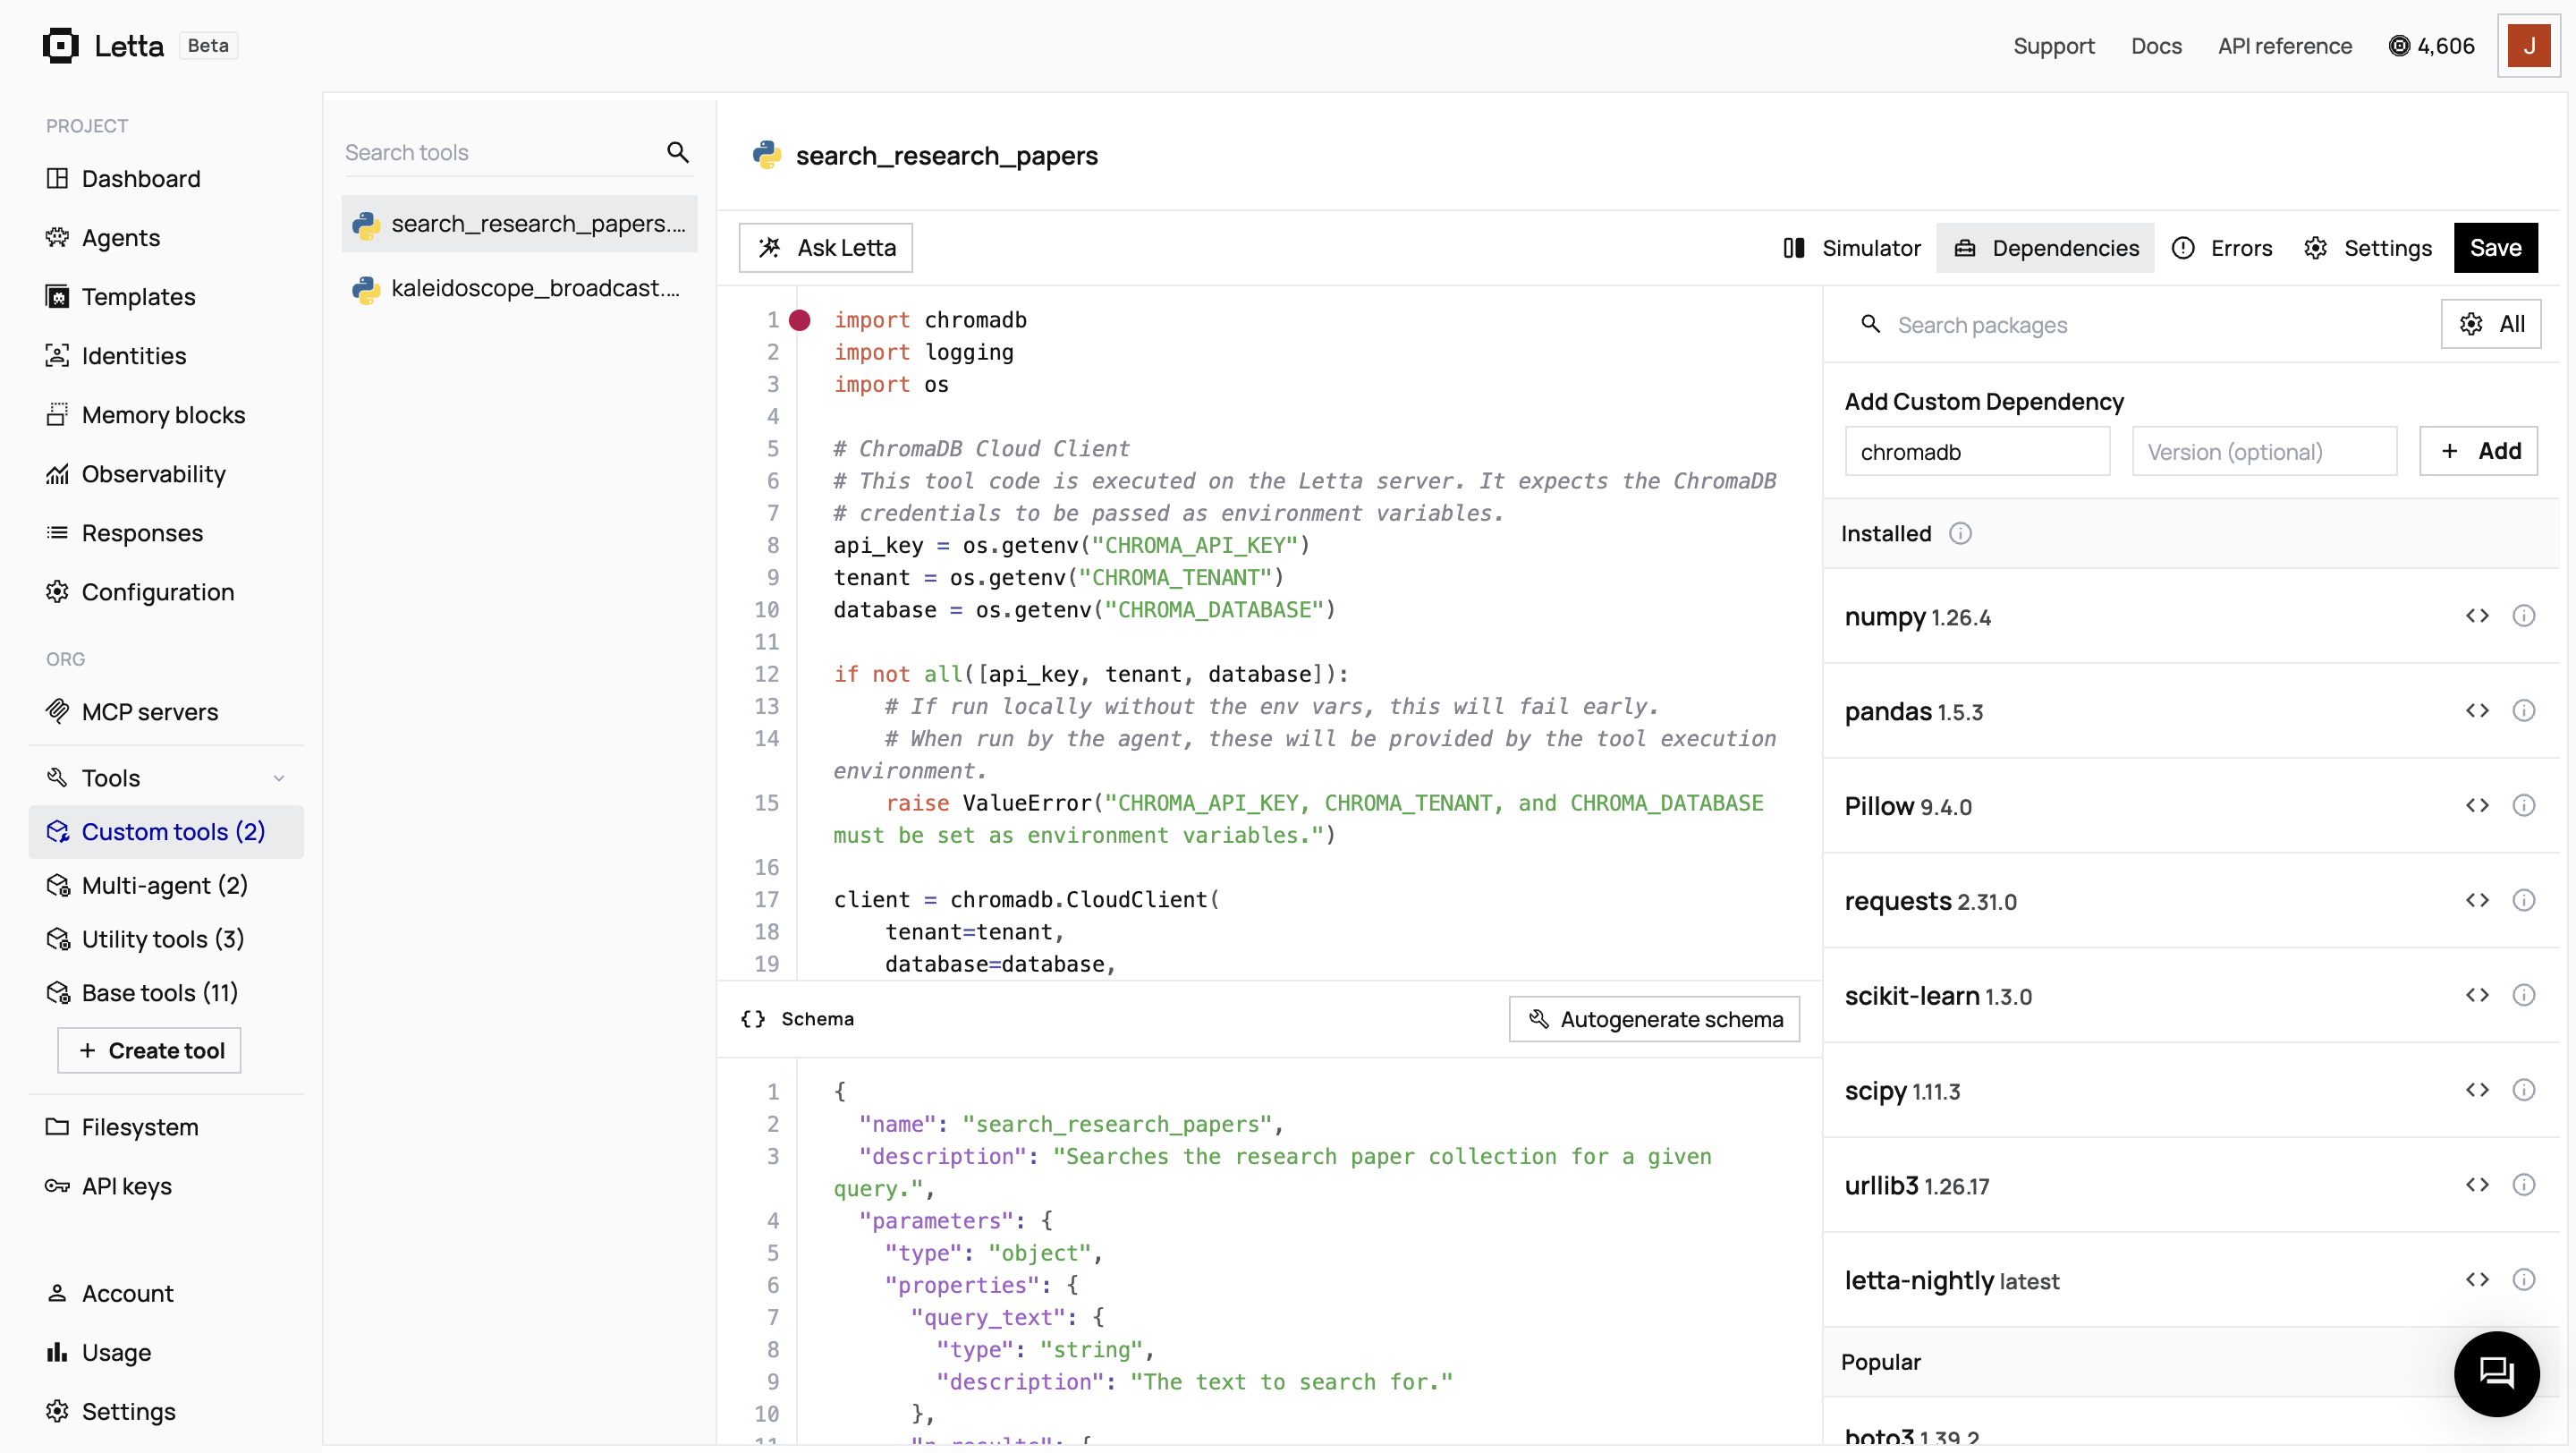 Letta Beta
Support Docs API reference 4,606 J
PROJECT
Dashboard
Agents
Templates
Identities
Memory blocks
Observability
Responses
Configuration
ORG
MCP servers
Tools
Custom tools (2)
Multi-agent (2)
Utility tools (3)
Base tools (11)
+ Create tool
Filesystem
API keys
Account
Usage
Settings
Search tools
search_research_papers.…
kaleidoscope_broadcast.…
search_research_papers
Ask Letta
Simulator Dependencies Errors Settings Save
1 import chromadb
2 import logging
3 import os
4
5 # ChromaDB Cloud Client
6 # This tool code is executed on the Letta server. It expects the ChromaDB
7 # credentials to be passed as environment variables.
8 api_key = os.getenv("CHROMA_API_KEY")
9 tenant = os.getenv("CHROMA_TENANT")
10 database = os.getenv("CHROMA_DATABASE")
11
12 if not all([api_key, tenant, database]):
13 # If run locally without the env vars, this will fail early.
14 # When run by the agent, these will be provided by the tool execution
environment.
15 raise ValueError("CHROMA_API_KEY, CHROMA_TENANT, and CHROMA_DATABASE
must be set as environment variables.")
16
17 client = chromadb.CloudClient(
18 tenant=tenant,
19 database=database,
{} Schema
Autogenerate schema
1 {
2 "name": "search_research_papers",
3 "description": "Searches the research paper collection for a given
query.",
4 "parameters": {
5 "type": "object",
6 "properties": {
7 "query_text": {
8 "type": "string",
9 "description": "The text to search for."
10 },
11 "n_results": {
Search packages
All
Add Custom Dependency
chromadb
Version (optional)
+ Add
Installed
numpy 1.26.4
pandas 1.5.3
Pillow 9.4.0
requests 2.31.0
scikit-learn 1.3.0
scipy 1.11.3
urllib3 1.26.17
letta-nightly latest
Popular
boto3 1.39.2